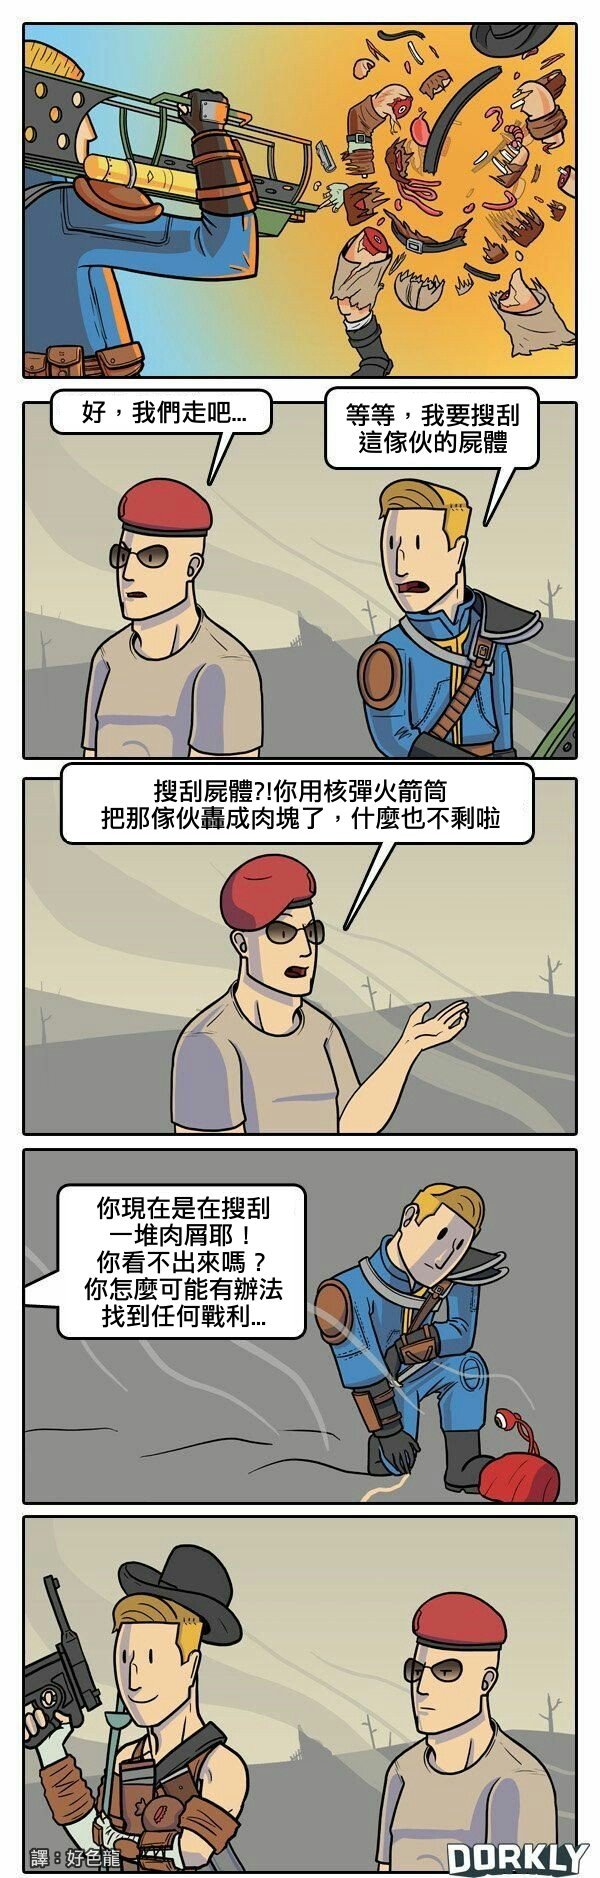 好，我們走吧...
等等，我要搜刮
這傢伙的屍體
搜刮屍體?!你用核彈火箭筒
把那傢伙轟成肉塊了，什麼也不剩啦
你現在是在搜刮
一堆肉屑耶！
你看不出來嗎？
你怎麼可能有辦法
找到任何戰利...
譯：好色龍
DORKLY